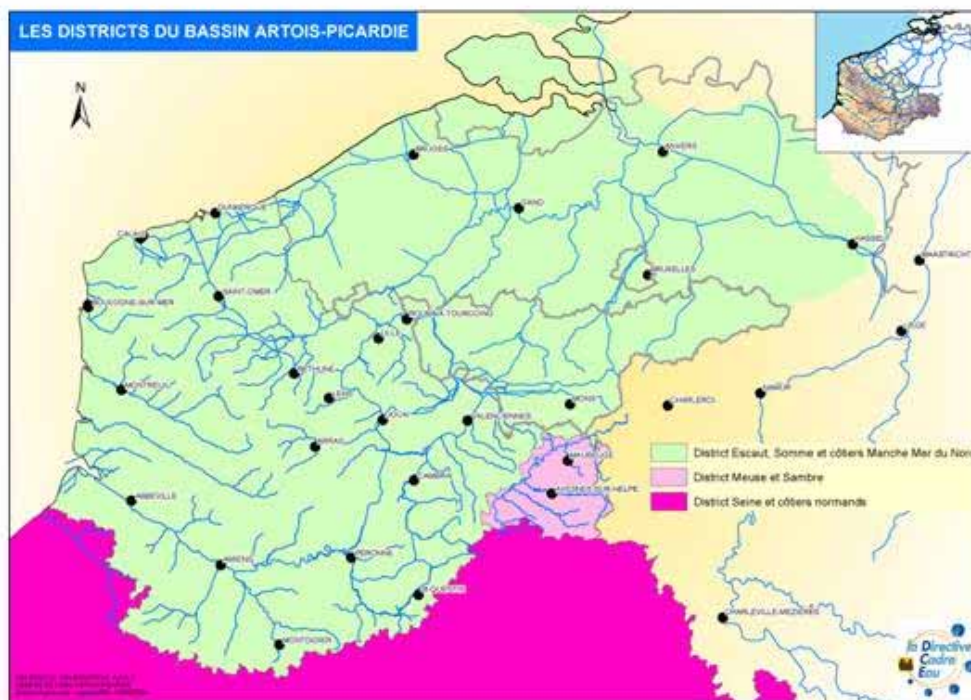 LES DISTRICTS DU BASSIN ARTOIS-PICARDIE
N
BRUGES
ANVERS
DUNKERQUE
GAND
CALAIS
HASSELT
MAASTRICHT
BRUXELLES
SAINT-OMER
BOULOGNE-SUR-MER
ROUBAIX-TOURCOING
LILLE
LIEGE
BETHUNE
MONTREUIL
LENS
MONS
CHARLEROI
NAMUR
DOUAI
VALENCIENNES
ARRAS
MAUBEUGE
CAMBRAI
AVESNES-SUR-HELPE
ABBEVILLE
District Escaut, Somme et côtiers Manche Mer du Nord
District Meuse et Sambre
District Seine et côtiers normands
AMIENS
PERONNE
ST-QUENTIN
CHARLEVILLE-MEZIERES
MONTDIDIER
la Directive
Cadre
Eau